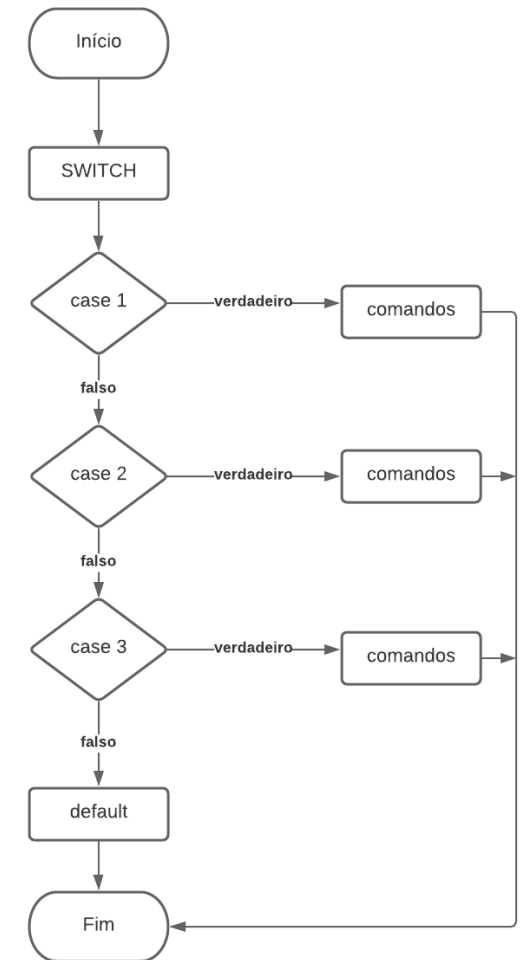 Início
SWITCH
case 1
verdadeiro
comandos
falso
case 2
verdadeiro
comandos
falso
case 3
verdadeiro
comandos
falso
default
Fim